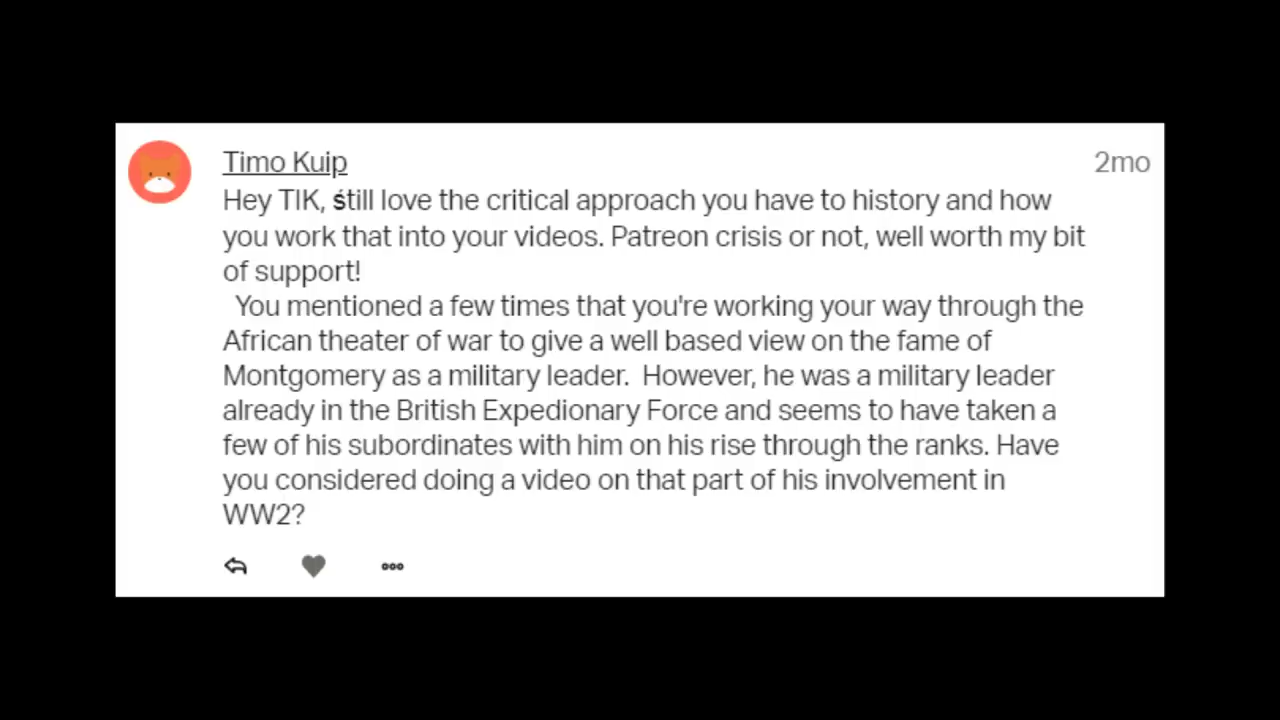 Timo Kuip
2mo
Hey TIK, śtill love the critical approach you have to history and how
you work that into your videos. Patreon crisis or not, well worth my bit
of support!
You mentioned a few times that you're working your way through the
African theater of war to give a well based view on the fame of
Montgomery as a military leader.  However, he was a military leader
already in the British Expedionary Force and seems to have taken a
few of his subordinates with him on his rise through the ranks. Have
you considered doing a video on that part of his involvement in
WW2?